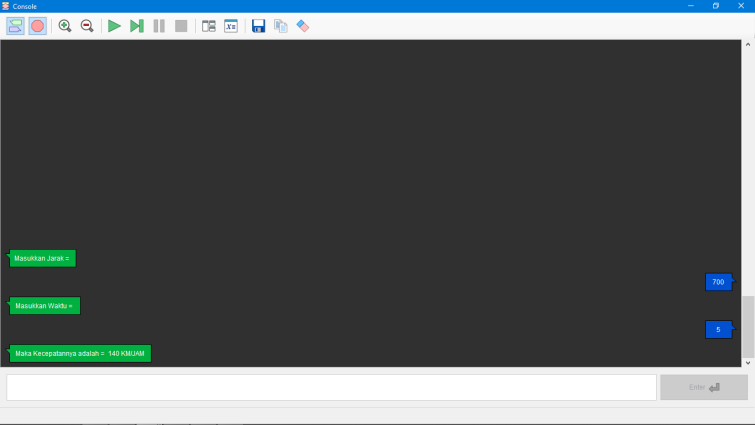 Console
Masukkan Jarak =
700
Masukkan Waktu =
5
Maka Kecepatannya adalah = 140 KM/JAM
Enter